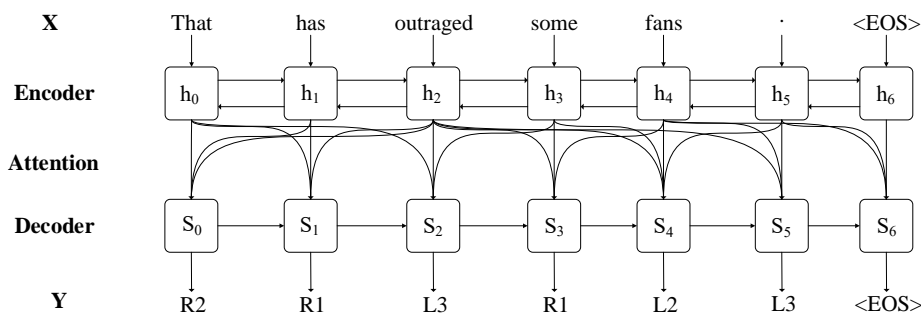 X That has outraged some fans . <EOS>
Encoder h₀ h₁ h₂ h₃ h₄ h₅ h₆
Attention
Decoder S₀ S₁ S₂ S₃ S₄ S₅ S₆
Y R2 R1 L3 R1 L2 L3 <EOS>